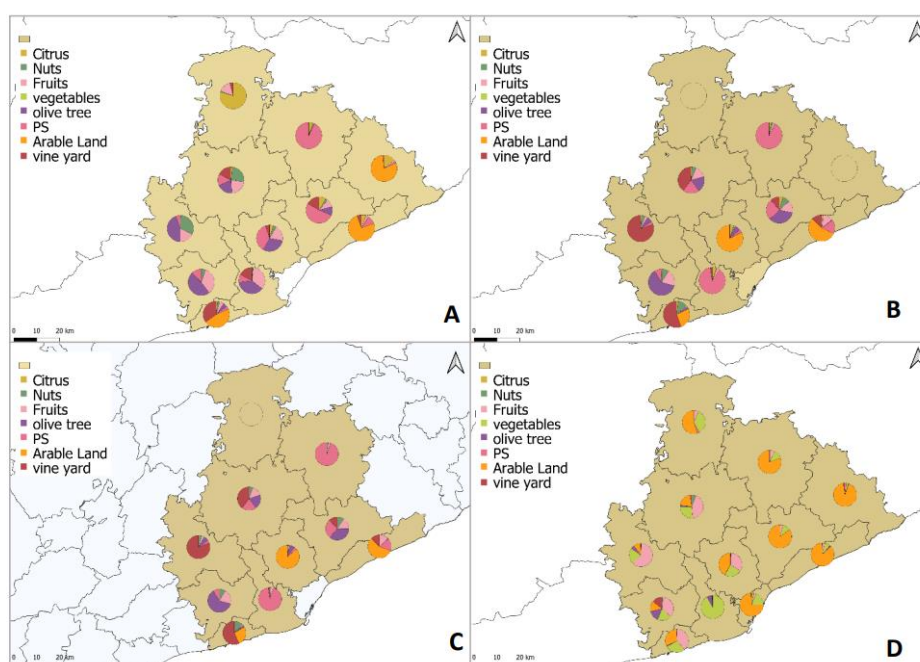 Citrus
Nuts
Fruits
vegetables
olive tree
PS
Arable Land
vine yard
0 10 20 km
A
Citrus
Nuts
Fruits
vegetables
olive tree
PS
Arable Land
vine yard
0 10 20 km
B
Citrus
Nuts
Fruits
olive tree
PS
Arable Land
vine yard
0 10 20 km
C
Citrus
Nuts
Fruits
vegetables
olive tree
PS
Arable Land
vine yard
0 10 20 km
D